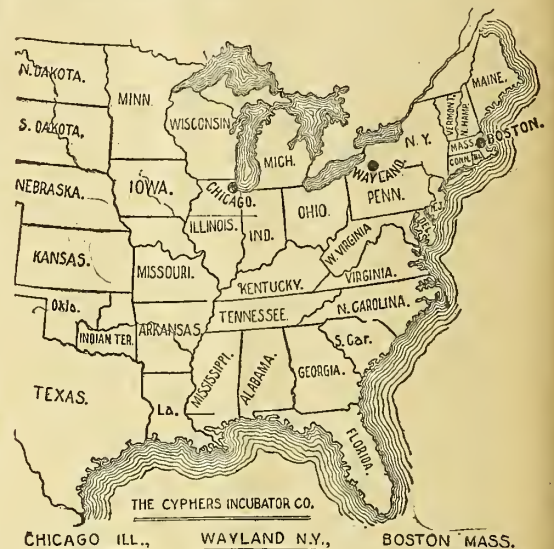 N. DAKOTA.
MINN.
S. DAKOTA.
WISCONSIN
MICH.
MAINE.
VERMONT
N. HAMP.
N. Y.
MASS.
BOSTON.
CONN.
R.I.
WAYLAND.
NEBRASKA.
IOWA.
CHICAGO.
PENN.
N.J.
ILLINOIS.
IND.
OHIO.
KANSAS.
MISSOURI.
W. VIRGINIA
VIRGINIA.
KENTUCKY.
Okla.
INDIAN TER.
ARKANSAS
TENNESSEE.
N. CAROLINA.
S. Car.
TEXAS.
La.
MISSISSIPPI.
ALABAMA.
GEORGIA.
FLORIDA.
THE CYPHERS INCUBATOR CO.
CHICAGO ILL., WAYLAND N.Y., BOSTON MASS.